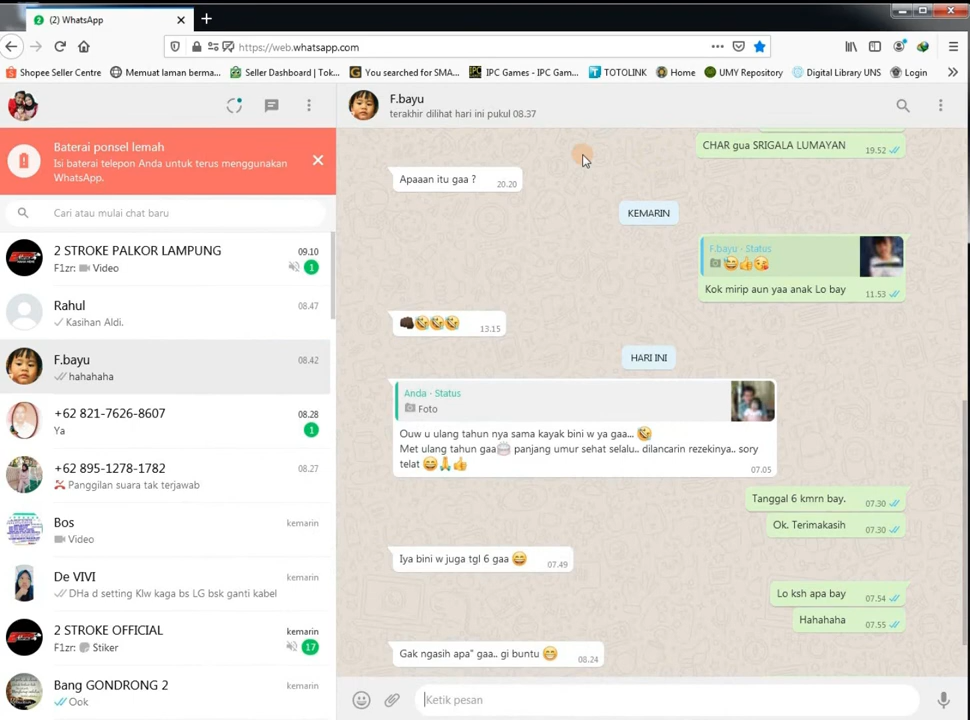 (2) WhatsApp
https://web.whatsapp.com
Shopee Seller Centre
Memuat laman berma...
Seller Dashboard | Tok...
You searched for SMA...
IPC Games - IPC Gam...
TOTOLINK
Home
UMY Repository
Digital Library UNS
Login
Baterai ponsel lemah
Isi baterai telepon Anda untuk terus menggunakan
WhatsApp.
Cari atau mulai chat baru
2 STROKE PALKOR LAMPUNG
09.10
F1zr: Video
1
Rahul
08.47
Kasihan Aldi.
F.bayu
08.42
hahahaha
+62 821-7626-8607
08.28
Ya
1
+62 895-1278-1782
08.27
Panggilan suara tak terjawab
Bos
kemarin
Video
De VIVI
kemarin
DHa d setting Klw kaga bs LG bsk ganti kabel
2 STROKE OFFICIAL
kemarin
F1zr: Stiker
17
Bang GONDRONG 2
kemarin
Ook
F.bayu
terakhir dilihat hari ini pukul 08.37
CHAR gua SRIGALA LUMAYAN
19.52
Apaaan itu gaa ?
20.20
KEMARIN
F.bayu · Status
😅👍😘
Kok mirip aun yaa anak Lo bay
11.53
✊🏿🤣🤣🤣
13.15
HARI INI
Anda · Status
Foto
Ouw u ulang tahun nya sama kayak bini w ya gaa... 🤣
Met ulang tahun gaa🎂 panjang umur sehat selalu.. dilancarin rezekinya.. sory
telat 😄🙏👍
07.05
Tanggal 6 kmrn bay.
07.30
Ok. Terimakasih
07.30
Iya bini w juga tgl 6 gaa 😄
07.49
Lo ksh apa bay
07.54
Hahahaha
07.55
Gak ngasih apa" gaa.. gi buntu 😁
08.24
Ketik pesan